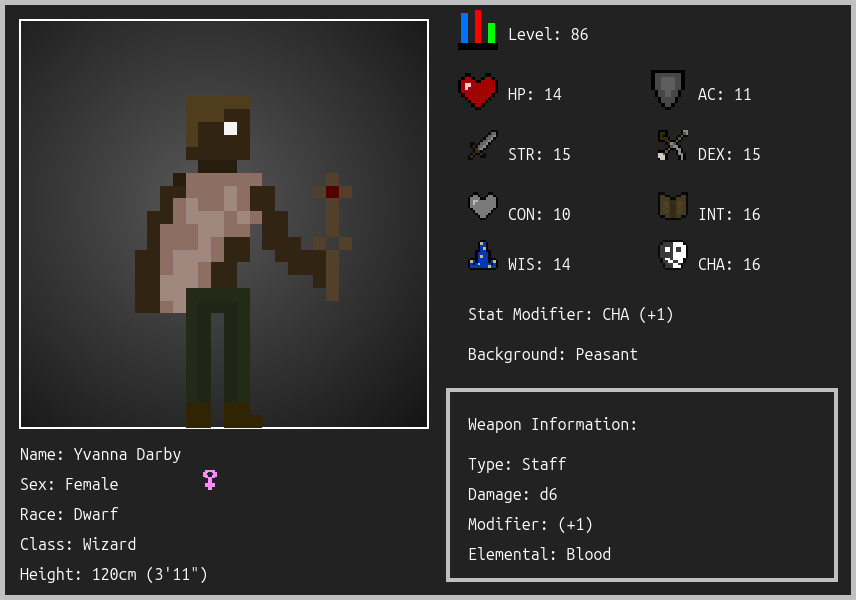 Level: 86
HP: 14
AC: 11
STR: 15
DEX: 15
CON: 10
INT: 16
WIS: 14
CHA: 16
Stat Modifier: CHA (+1)
Background: Peasant
Weapon Information:
Type: Staff
Damage: d6
Modifier: (+1)
Elemental: Blood
Name: Yvanna Darby
Sex: Female
Race: Dwarf
Class: Wizard
Height: 120cm (3'11")